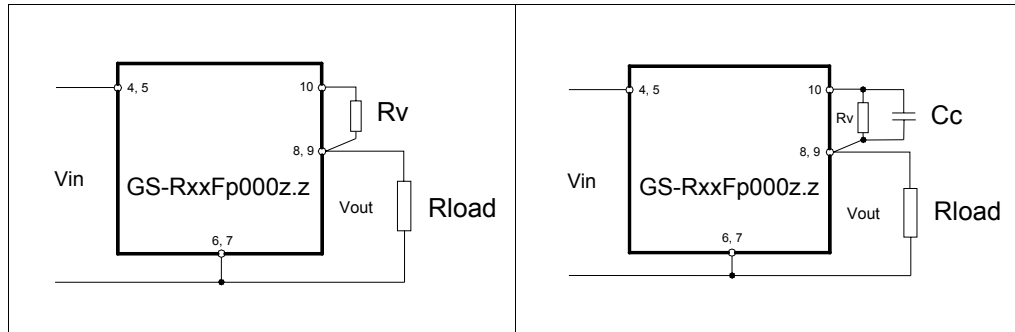 4, 5
10
Rv
8, 9
Vin
GS-RxxFp000z.z
Vout
Rload
6, 7
4, 5
10
Rv
Cc
8, 9
Vin
GS-RxxFp000z.z
Vout
Rload
6, 7